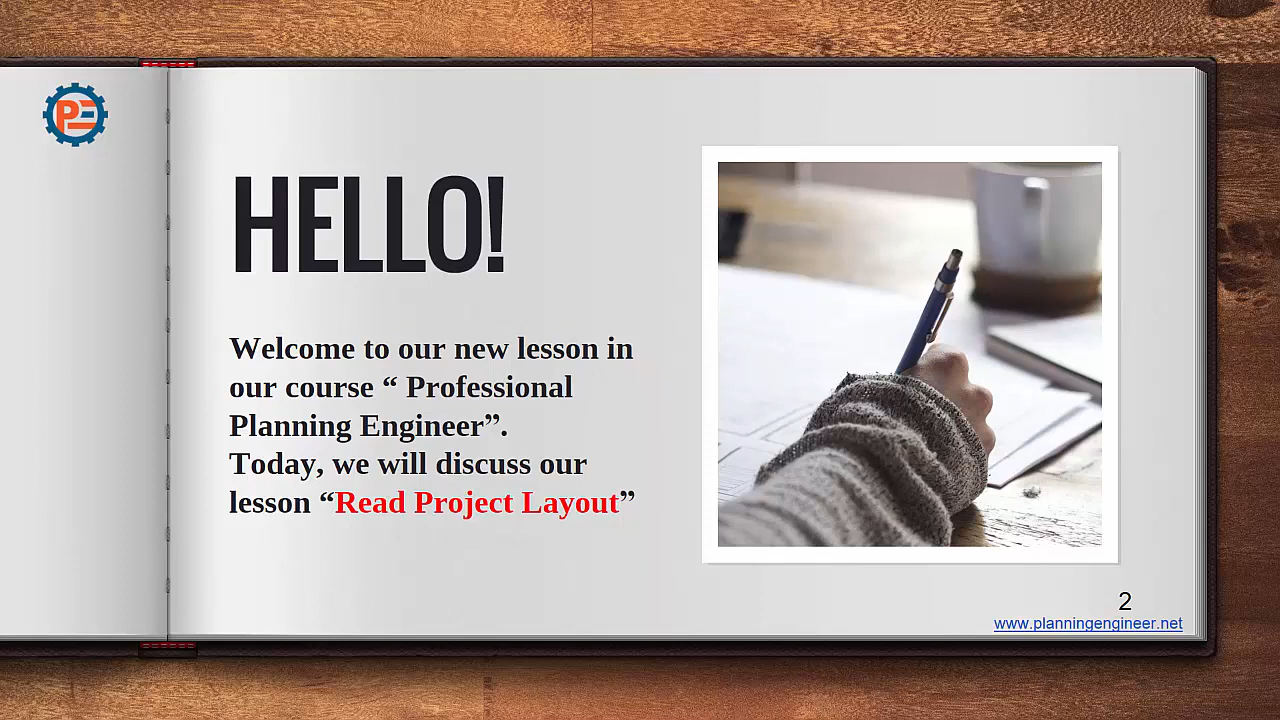 PE
HELLO!
Welcome to our new lesson in
our course “ Professional
Planning Engineer”.
Today, we will discuss our
lesson “Read Project Layout”
2
www.planningengineer.net